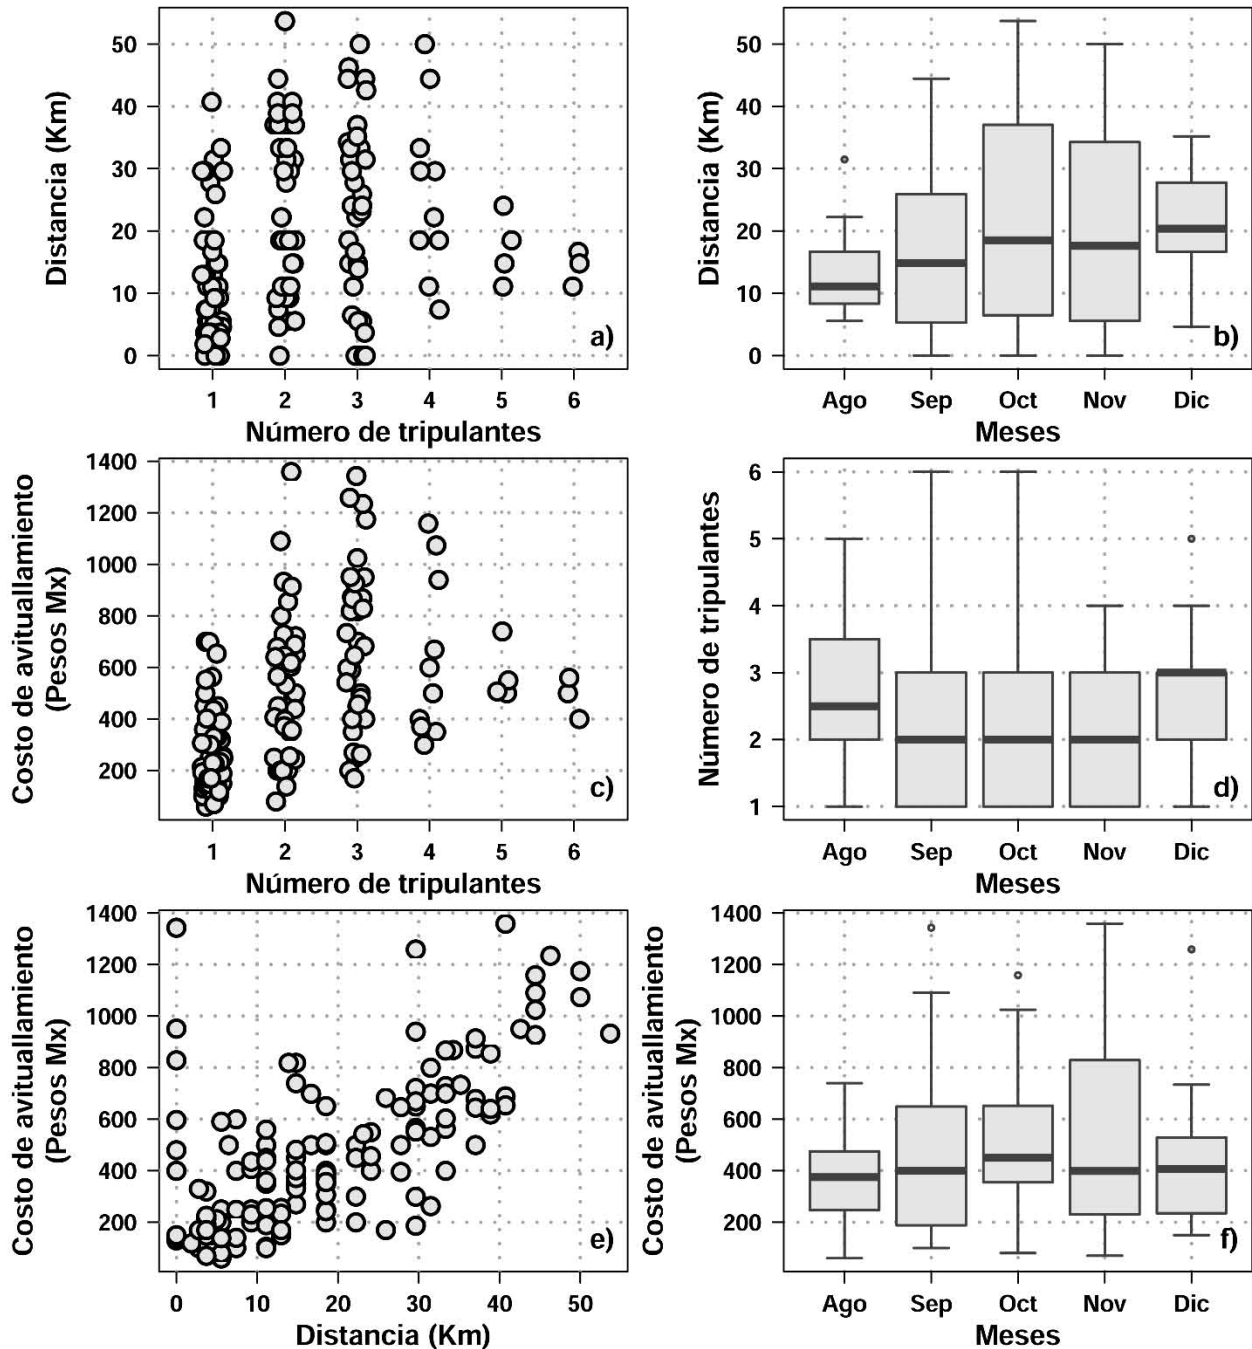 50
40
30
20
10
0
Distancia (Km)
a)
1 2 3 4 5 6
Número de tripulantes
50
40
30
20
10
0
Distancia (Km)
b)
Ago Sep Oct Nov Dic
Meses
1400
1200
1000
800
600
400
200
Costo de avituallamiento
(Pesos Mx)
c)
1 2 3 4 5 6
Número de tripulantes
6
5
4
3
2
1
Número de tripulantes
d)
Ago Sep Oct Nov Dic
Meses
1400
1200
1000
800
600
400
200
Costo de avituallamiento
(Pesos Mx)
e)
0 10 20 30 40 50
Distancia (Km)
1400
1200
1000
800
600
400
200
Costo de avituallamiento
(Pesos Mx)
f)
Ago Sep Oct Nov Dic
Meses